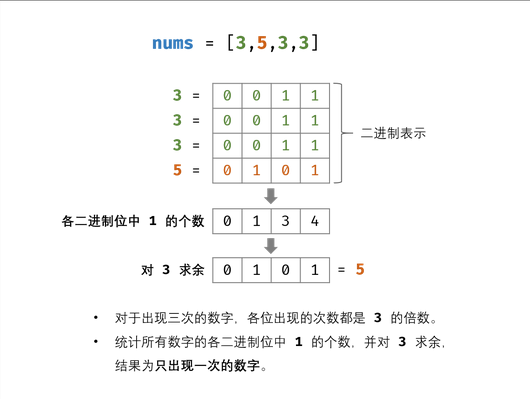 nums = [3,5,3,3]
3 = 0 0 1 1
3 = 0 0 1 1
3 = 0 0 1 1
5 = 0 1 0 1
二进制表示
各二进制位中 1 的个数 0 1 3 4
对 3 求余 0 1 0 1 = 5
• 对于出现三次的数字，各位出现的次数都是 3 的倍数。
• 统计所有数字的各二进制位中 1 的个数，并对 3 求余，
结果为只出现一次的数字。